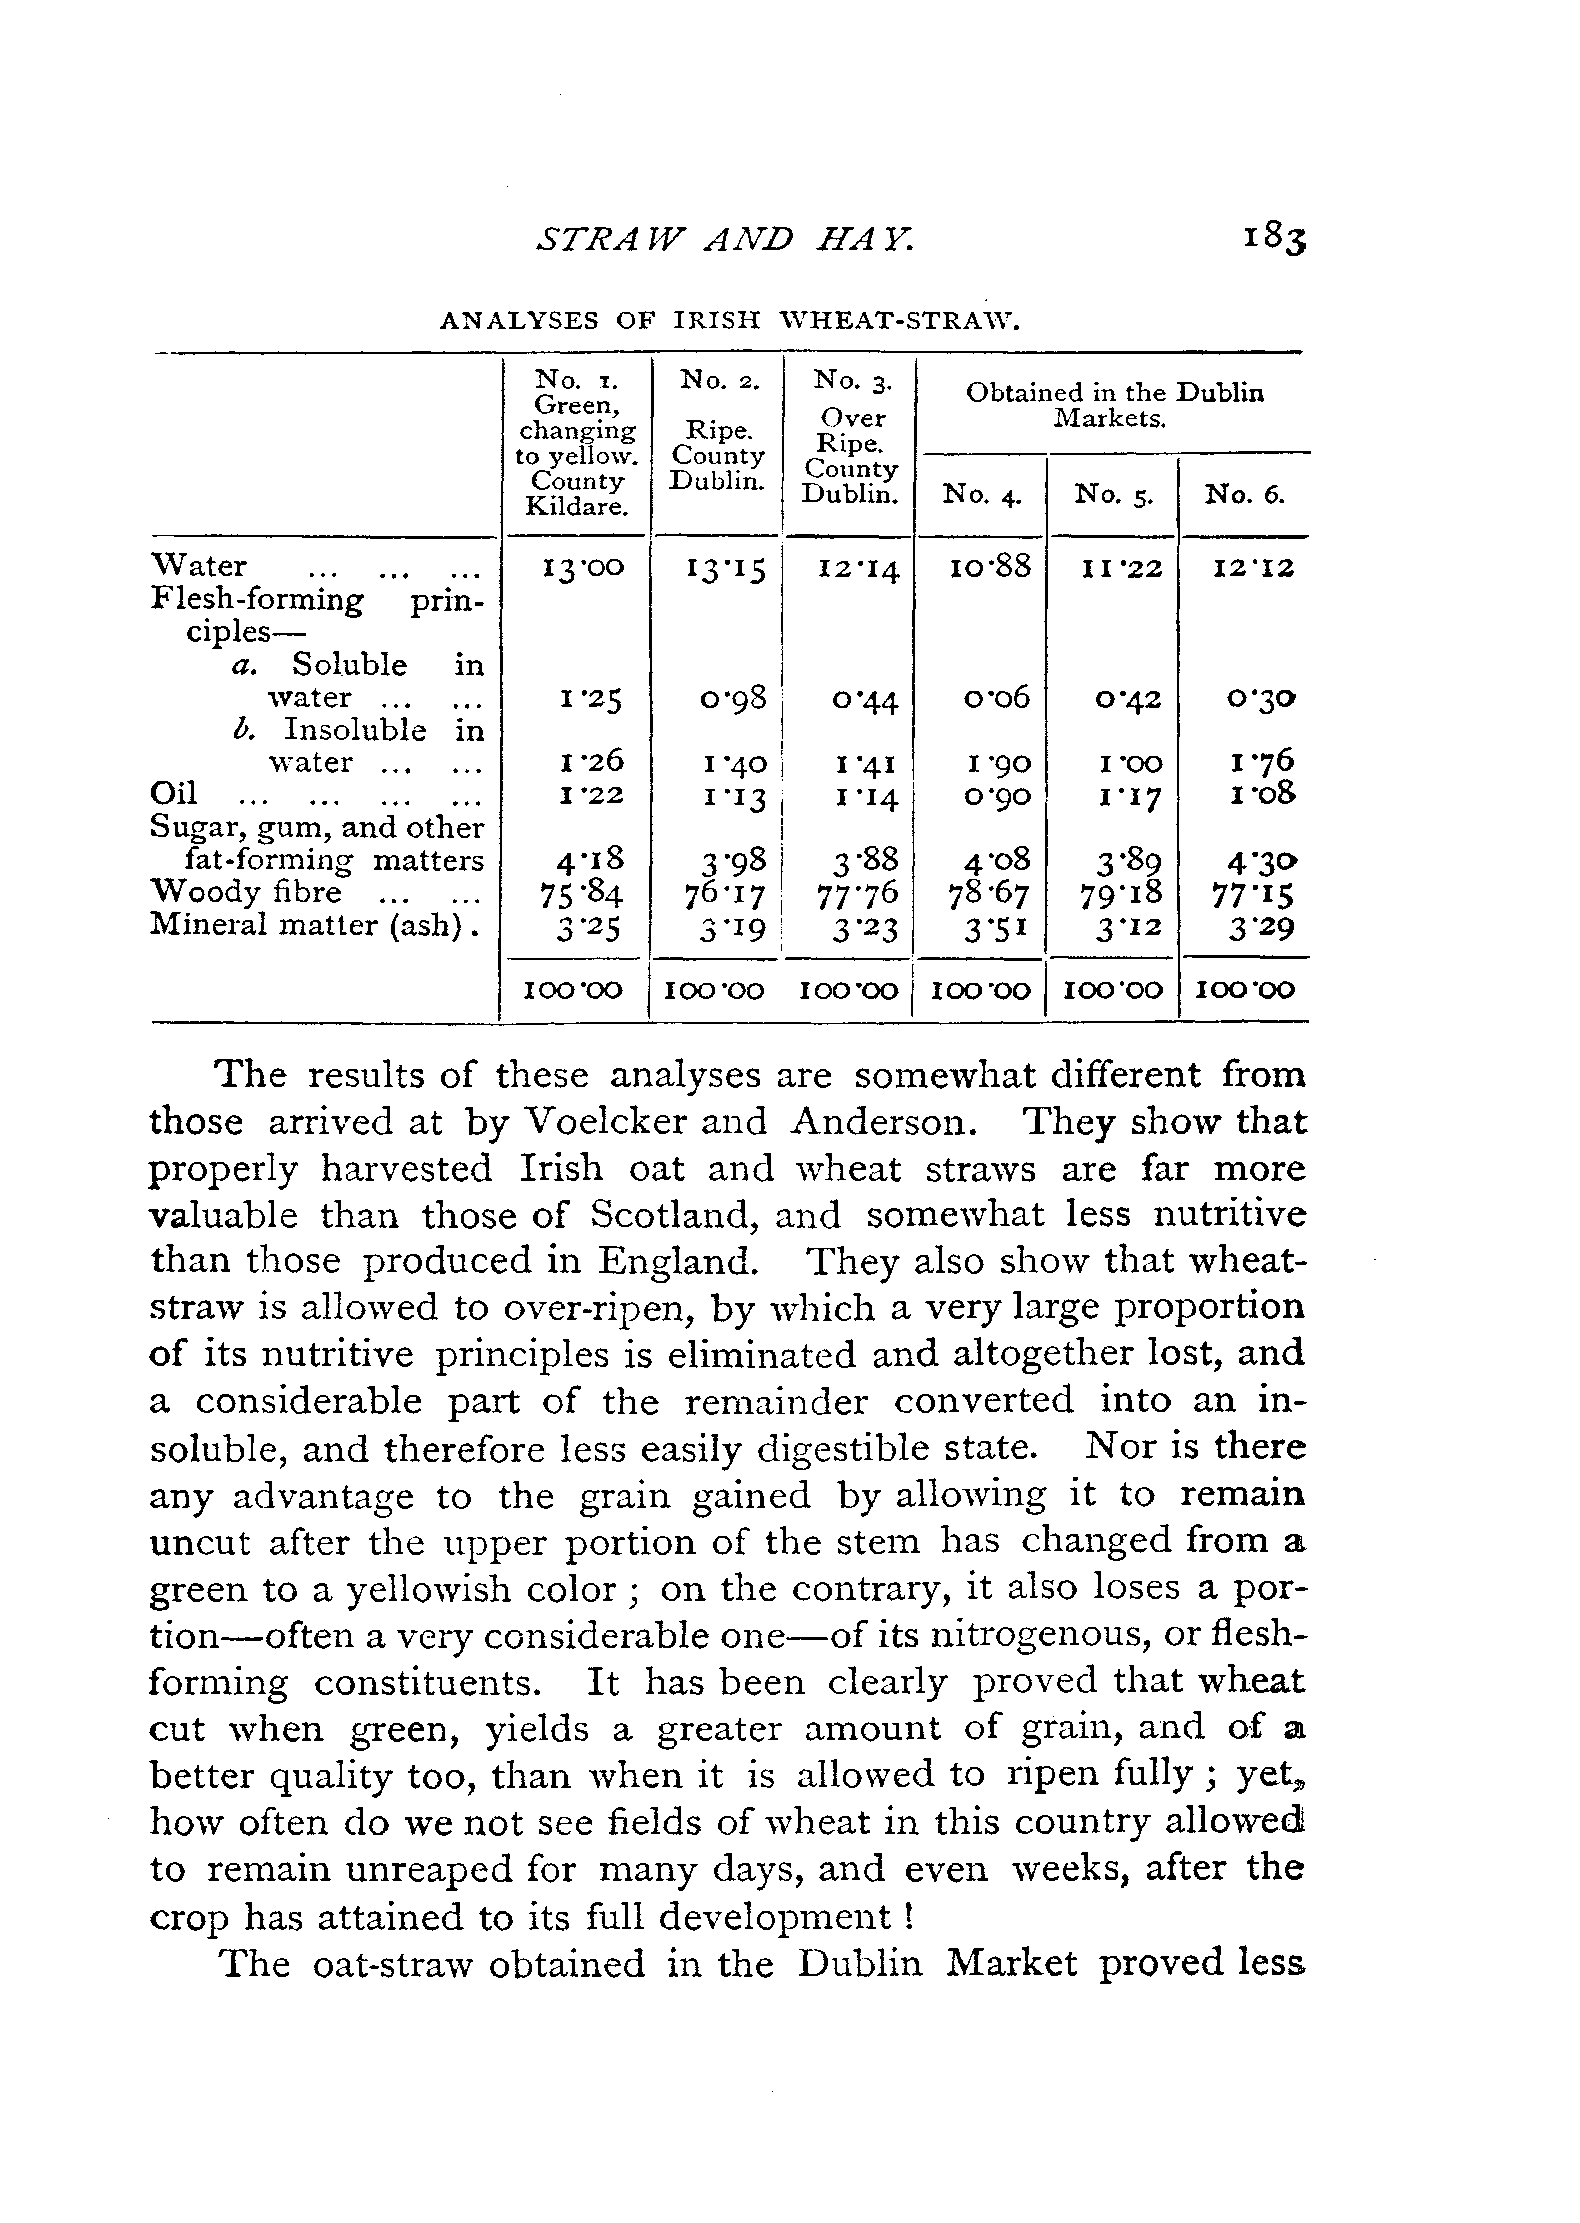 STRAW AND HAY. 183
ANALYSES OF IRISH WHEAT-STRAW.
No. 1. Green, changing to yellow. County Kildare. | No. 2. Ripe. County Dublin. | No. 3. Over Ripe. County Dublin. | Obtained in the Dublin Markets.
No. 4. | No. 5. | No. 6.
Water ... ... ... 13·00 13·15 12·14 10·88 11·22 12·12
Flesh-forming prin-
ciples—
a. Soluble in
water ... ... 1·25 0·98 0·44 0·06 0·42 0·30
b. Insoluble in
water ... ... 1·26 1·40 1·41 1·90 1·00 1·76
Oil ... ... ... ... 1·22 1·13 1·14 0·90 1·17 1·08
Sugar, gum, and other
fat-forming matters 4·18 3·98 3·88 4·08 3·89 4·30
Woody fibre ... ... 75·84 76·17 77·76 78·67 79·18 77·15
Mineral matter (ash). 3·25 3·19 3·23 3·51 3·12 3·29
100·00 100·00 100·00 100·00 100·00 100·00
The results of these analyses are somewhat different from
those arrived at by Voelcker and Anderson. They show that
properly harvested Irish oat and wheat straws are far more
valuable than those of Scotland, and somewhat less nutritive
than those produced in England. They also show that wheat-
straw is allowed to over-ripen, by which a very large proportion
of its nutritive principles is eliminated and altogether lost, and
a considerable part of the remainder converted into an in-
soluble, and therefore less easily digestible state. Nor is there
any advantage to the grain gained by allowing it to remain
uncut after the upper portion of the stem has changed from a
green to a yellowish color ; on the contrary, it also loses a por-
tion—often a very considerable one—of its nitrogenous, or flesh-
forming constituents. It has been clearly proved that wheat
cut when green, yields a greater amount of grain, and of a
better quality too, than when it is allowed to ripen fully ; yet,
how often do we not see fields of wheat in this country allowed
to remain unreaped for many days, and even weeks, after the
crop has attained to its full development !
The oat-straw obtained in the Dublin Market proved less